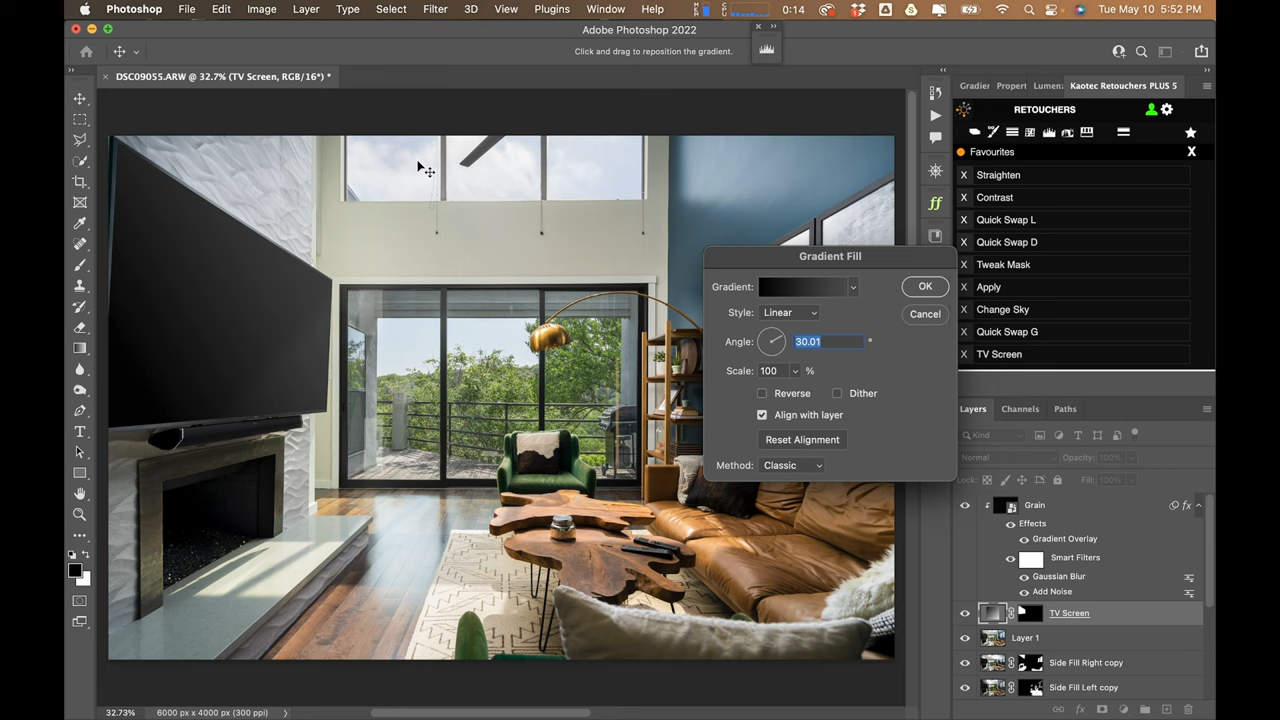 Photoshop File Edit Image Layer Type Select Filter 3D View Plugins Window Help 0:14 Tue May 10 5:52 PM
Adobe Photoshop 2022
Click and drag to reposition the gradient.
DSC09055.ARW @ 32.7% (TV Screen, RGB/16*) *
Gradier Propert Lumen: Kaotec Retouchers PLUS 5
RETOUCHERS
Favourites X
X Straighten
X Contrast
X Quick Swap L
X Quick Swap D
X Tweak Mask
X Apply
X Change Sky
X Quick Swap G
X TV Screen
Gradient Fill
Gradient:
OK
Style: Linear
Cancel
Angle: 30.01 °
Scale: 100 %
Reverse Dither
Align with layer
Reset Alignment
Method: Classic
Layers Channels Paths
Kind
Normal Opacity: 100%
Lock: Fill: 100%
Grain fx
Effects
Gradient Overlay
Smart Filters
Gaussian Blur
Add Noise
TV Screen
Layer 1
Side Fill Right copy
Side Fill Left copy
fx
32.73% 6000 px x 4000 px (300 ppi)